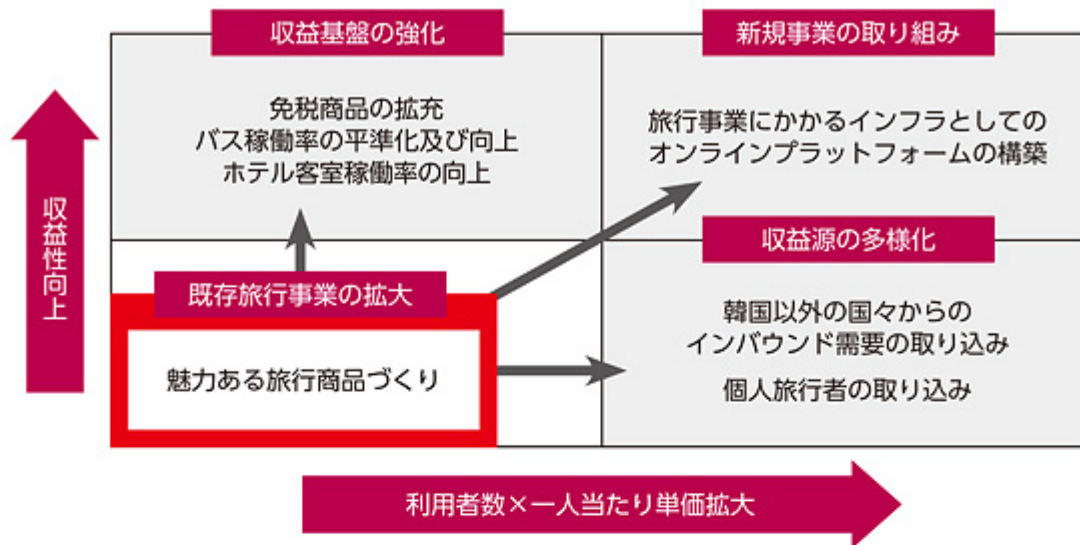 収益基盤の強化
免税商品の拡充
バス稼働率の平準化及び向上
ホテル客室稼働率の向上
新規事業の取り組み
旅行事業にかかるインフラとしての
オンラインプラットフォームの構築
収益性向上
既存旅行事業の拡大
魅力ある旅行商品づくり
収益源の多様化
韓国以外の国々からの
インバウンド需要の取り込み
個人旅行者の取り込み
利用者数×一人当たり単価拡大